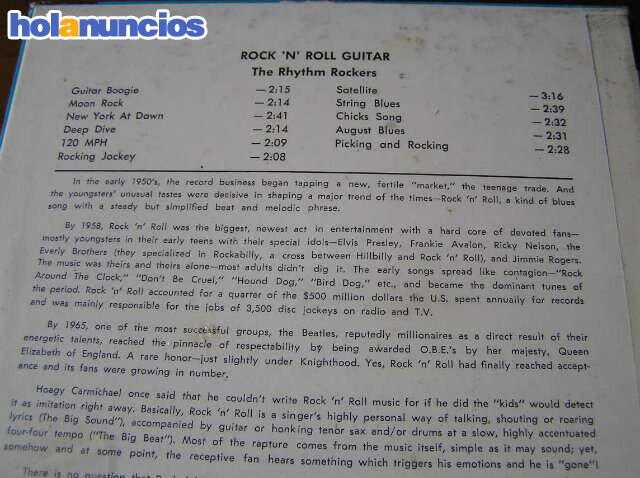 holanuncios
ROCK 'N' ROLL GUITAR
The Rhythm Rockers
Guitar Boogie — 2:15
Moon Rock — 2:14
New York At Dawn — 2:41
Deep Dive — 2:14
120 MPH — 2:09
Rocking Jockey — 2:08
Satellite — 3:16
String Blues — 2:39
Chicks Song — 2:32
August Blues — 2:31
Picking and Rocking — 2:28
In the early 1950's, the record business began tapping a new, fertile "market," the teenage trade. And
the youngsters' unusual tastes were decisive in shaping a major trend of the times—Rock 'n' Roll, a kind of blues
song with a steady but simplified beat and melodic phrase.
By 1958, Rock 'n' Roll was the biggest, newest act in entertainment with a hard core of devoted fans—
mostly youngsters in their early teens with their special idols—Elvis Presley, Frankie Avalon, Ricky Nelson, the
Everly Brothers (they specialized in Rockabilly, a cross between Hillbilly and Rock 'n' Roll), and Jimmie Rogers.
The music was theirs and theirs alone—most adults didn't dig it. The early songs spread like contagion—"Rock
Around The Clock," "Don't Be Cruel," "Hound Dog," "Bird Dog," etc., and became the dominant tunes of
the period. Rock 'n' Roll accounted for a quarter of the $500 million dollars the U.S. spent annually for records
and was mainly responsible for the jobs of 3,500 disc jockeys on radio and T.V.
By 1965, one of the most successful groups, the Beatles, reputedly millionaires as a direct result of their
energetic talents, reached the pinnacle of respectability by being awarded O.B.E.'s by her majesty, Queen
Elizabeth of England. A rare honor—just slightly under Knighthood. Yes, Rock 'n' Roll had finally reached accept-
ance and its fans were growing in number.
Hoagy Carmichael once said that he couldn't write Rock 'n' Roll music for if he did the "kids" would detect
it as imitation right away. Basically, Rock 'n' Roll is a singer's highly personal way of talking, shouting or roaring
lyrics (The Big Sound"), accompanied by guitar or honking tenor sax and/or drums at a slow, highly accentuated
four-four tempo ("The Big Beat"). Most of the rapture comes from the music itself, simple as it may sound; yet,
somehow and at some point, the receptive fan hears something which triggers his emotions and he is "gone"!
There is no question that